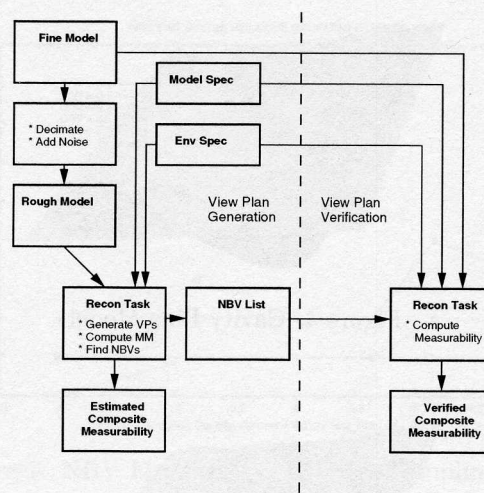 Fine Model
Model Spec
* Decimate
* Add Noise
Env Spec
Rough Model
View Plan
Generation
View Plan
Verification
Recon Task
* Generate VPs
* Compute MM
* Find NBVs
NBV List
Recon Task
* Compute
Measurability
Estimated
Composite
Measurability
Verified
Composite
Measurability